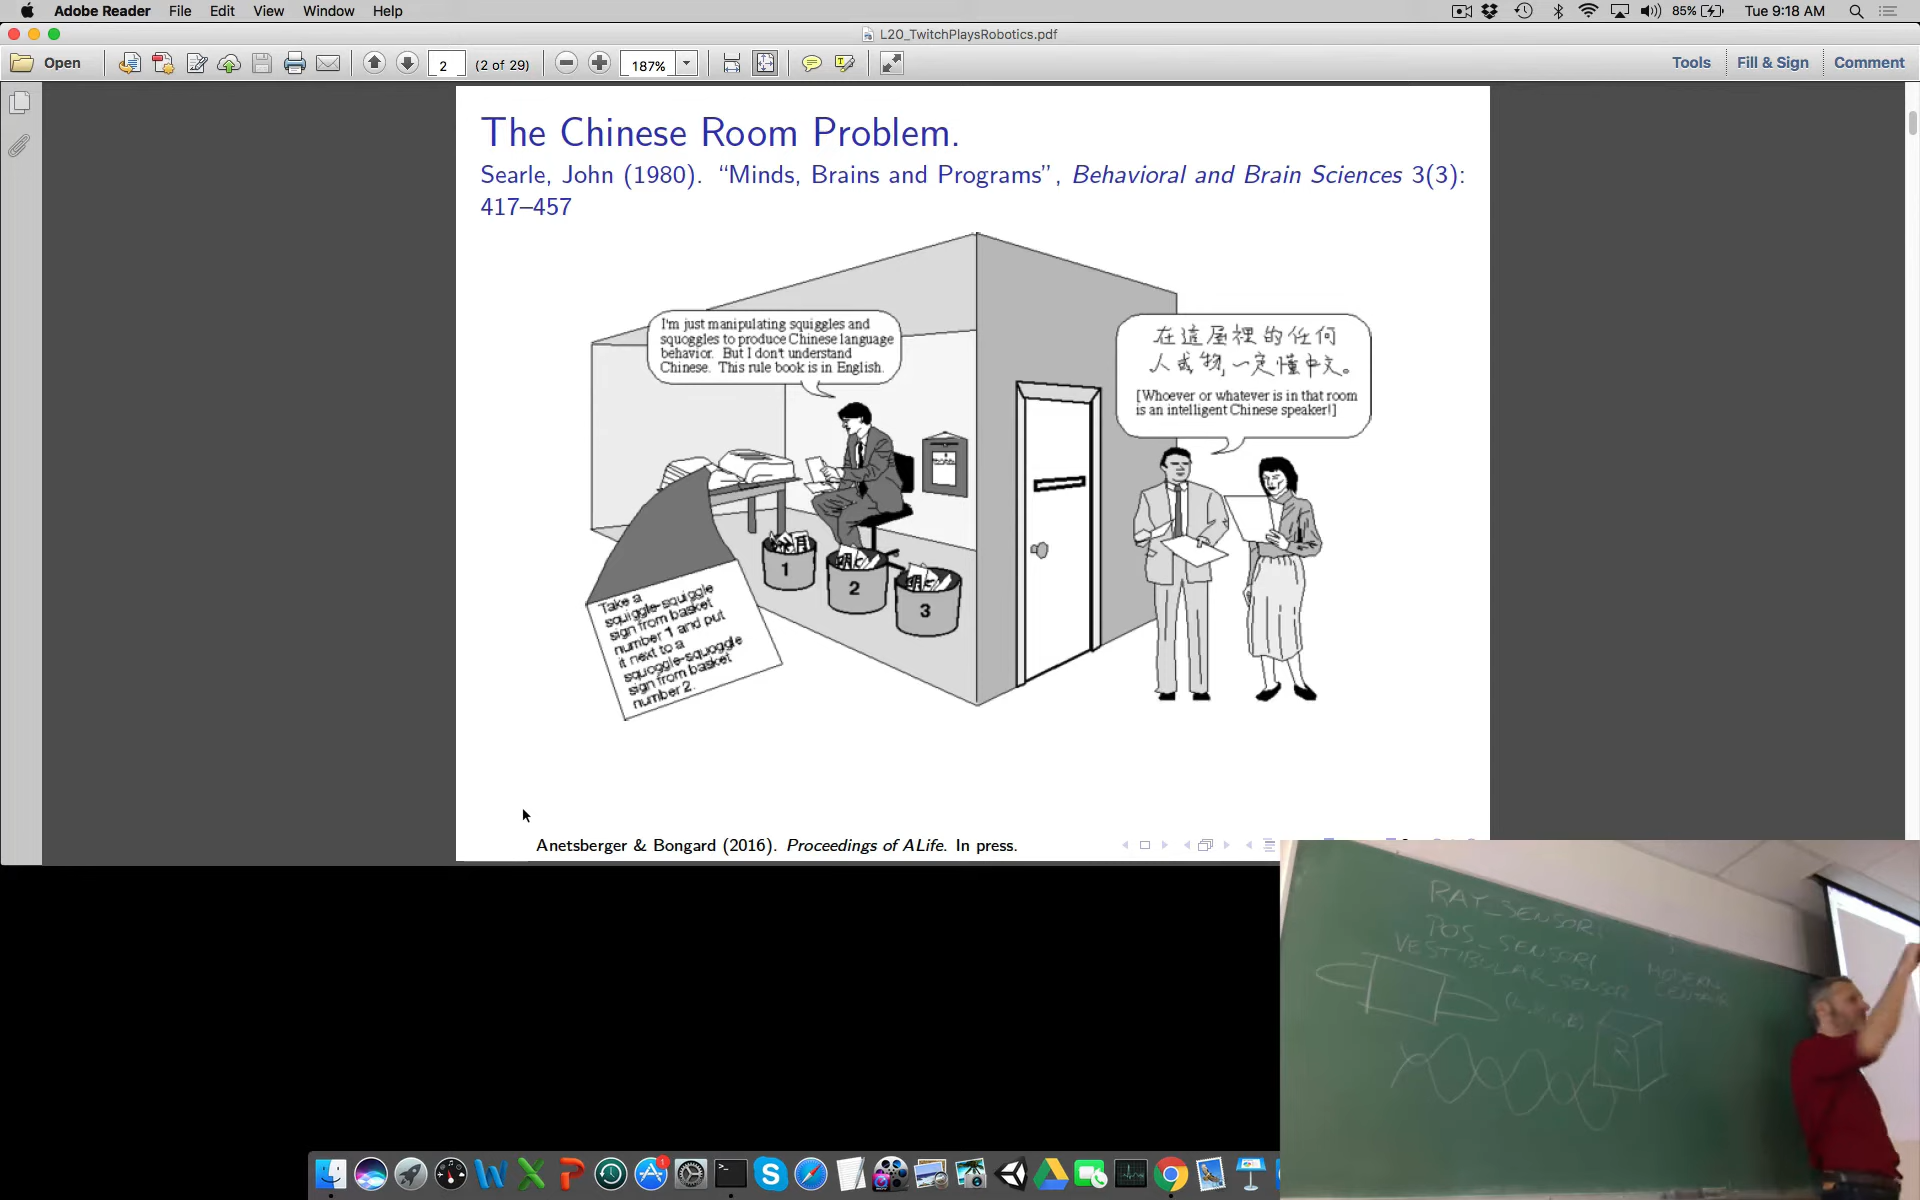 Adobe Reader File Edit View Window Help
85% Tue 9:18 AM
L20_TwitchPlaysRobotics.pdf
Open 2 (2 of 29) 187% Tools Fill & Sign Comment
The Chinese Room Problem.
Searle, John (1980). “Minds, Brains and Programs”, Behavioral and Brain Sciences 3(3):
417–457
I'm just manipulating squiggles and
squoggles to produce Chinese language
behavior. But I don't understand
Chinese. This rule book is in English.
在這屋裡的任何
人或物,一定懂中文。
[Whoever or whatever is in that room
is an intelligent Chinese speaker!]
1
2
3
Take a
squiggle-squiggle
sign from basket
number 1 and put
it next to a
squoggle-squoggle
sign from basket
number 2.
Anetsberger & Bongard (2016). Proceedings of ALife. In press.
RAY_SENSOR
POS_SENSOR
VESTIBULAR_SENSOR
MODERN
R